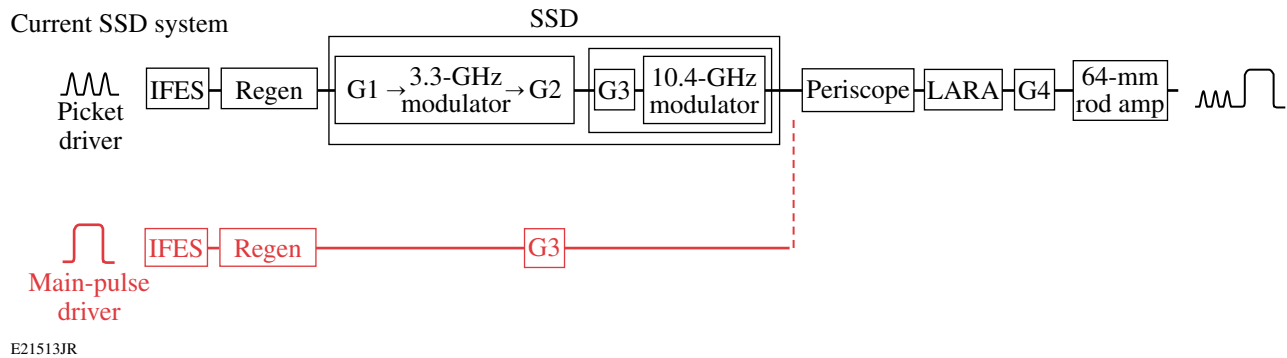 Current SSD system
SSD
Picket
driver
IFES
Regen
G1 → 3.3-GHz
modulator → G2
G3
10.4-GHz
modulator
Periscope
LARA
G4
64-mm
rod amp
Main-pulse
driver
IFES
Regen
G3
E21513JR